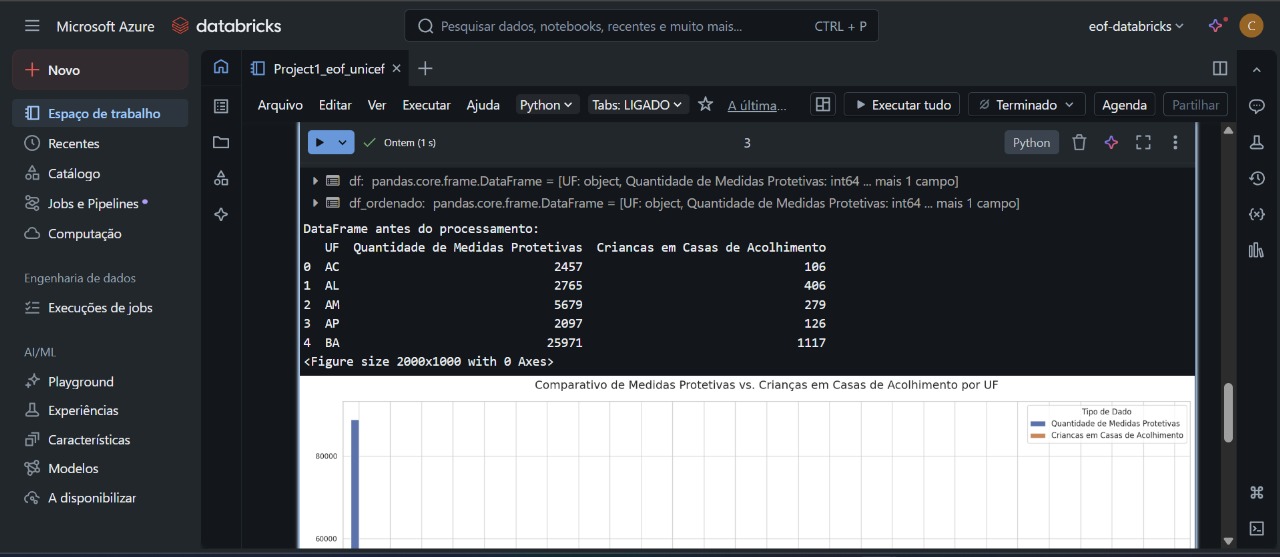 Microsoft Azure databricks
Pesquisar dados, notebooks, recentes e muito mais... CTRL + P
eof-databricks
C
Novo
Espaço de trabalho
Recentes
Catálogo
Jobs e Pipelines
Computação
Engenharia de dados
Execuções de jobs
AI/ML
Playground
Experiências
Características
Modelos
A disponibilizar
Project1_eof_unicef
Arquivo Editar Ver Executar Ajuda Python Tabs: LIGADO A última... Executar tudo Terminado Agenda Partilhar
Ontem (1 s) 3 Python
df: pandas.core.frame.DataFrame = [UF: object, Quantidade de Medidas Protetivas: int64 ... mais 1 campo]
df_ordenado: pandas.core.frame.DataFrame = [UF: object, Quantidade de Medidas Protetivas: int64 ... mais 1 campo]
DataFrame antes do processamento:
UF Quantidade de Medidas Protetivas Criancas em Casas de Acolhimento
0 AC 2457 106
1 AL 2765 406
2 AM 5679 279
3 AP 2097 126
4 BA 25971 1117
<Figure size 2000x1000 with 0 Axes>
Comparativo de Medidas Protetivas vs. Crianças em Casas de Acolhimento por UF
Tipo de Dado
Quantidade de Medidas Protetivas
Criancas em Casas de Acolhimento
80000
60000